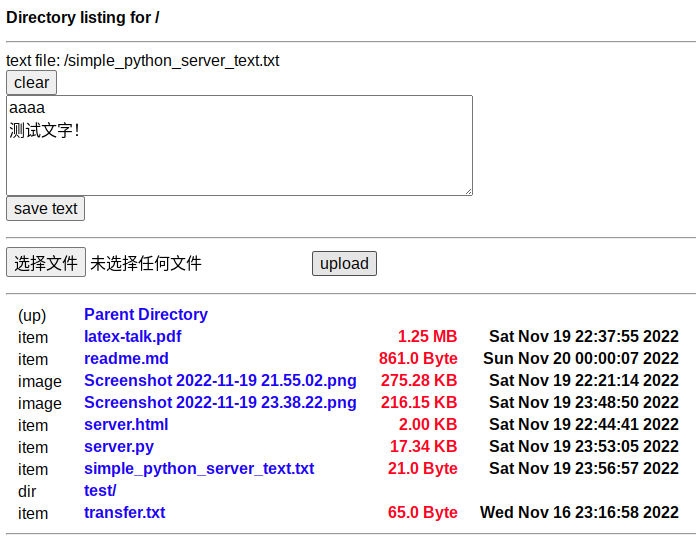 Directory listing for /
text file: /simple_python_server_text.txt
clear
aaaa
测试文字！
save text
选择文件 未选择任何文件 upload
(up) Parent Directory
item latex-talk.pdf 1.25 MB Sat Nov 19 22:37:55 2022
item readme.md 861.0 Byte Sun Nov 20 00:00:07 2022
image Screenshot 2022-11-19 21.55.02.png 275.28 KB Sat Nov 19 22:21:14 2022
image Screenshot 2022-11-19 23.38.22.png 216.15 KB Sat Nov 19 23:48:50 2022
item server.html 2.00 KB Sat Nov 19 22:44:41 2022
item server.py 17.34 KB Sat Nov 19 23:53:05 2022
item simple_python_server_text.txt 21.0 Byte Sat Nov 19 23:56:57 2022
dir test/
item transfer.txt 65.0 Byte Wed Nov 16 23:16:58 2022